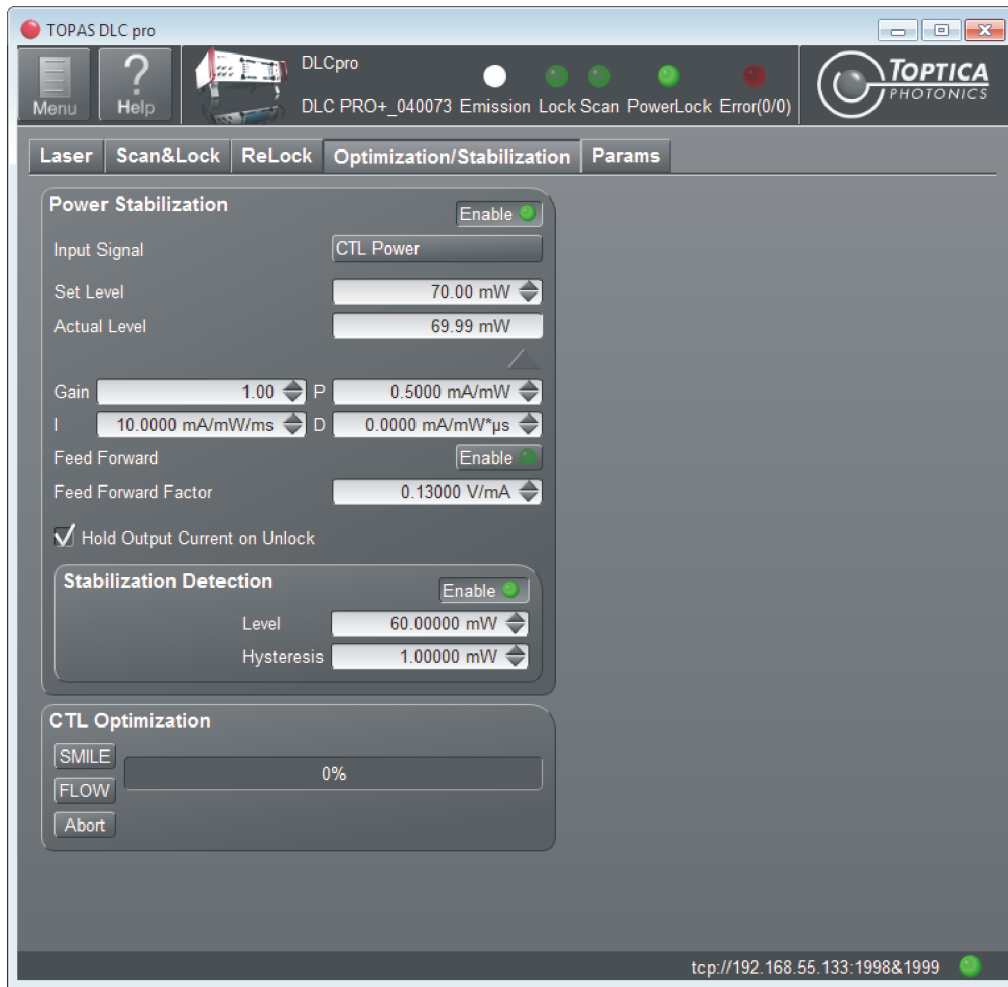 TOPAS DLC pro
Menu
Help
DLCpro
DLC PRO+_040073 Emission Lock Scan PowerLock Error(0/0)
TOPTICA
PHOTONICS
Laser Scan&Lock ReLock Optimization/Stabilization Params
Power Stabilization
Enable
Input Signal CTL Power
Set Level 70.00 mW
Actual Level 69.99 mW
Gain 1.00 P 0.5000 mA/mW
I 10.0000 mA/mW/ms D 0.0000 mA/mW*µs
Feed Forward Enable
Feed Forward Factor 0.13000 V/mA
Hold Output Current on Unlock
Stabilization Detection
Enable
Level 60.00000 mW
Hysteresis 1.00000 mW
CTL Optimization
SMILE
0%
FLOW
Abort
tcp://192.168.55.133:1998&1999